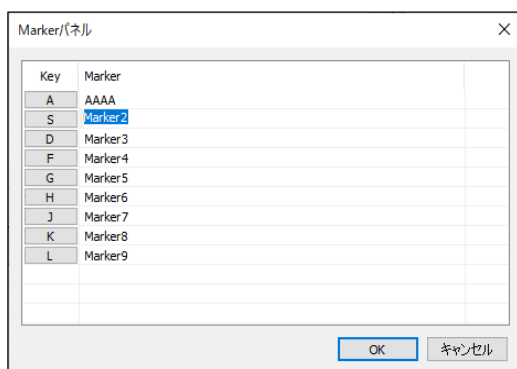 Markerパネル
Key Marker
A AAAA
S Marker2
D Marker3
F Marker4
G Marker5
H Marker6
J Marker7
K Marker8
L Marker9
OK キャンセル